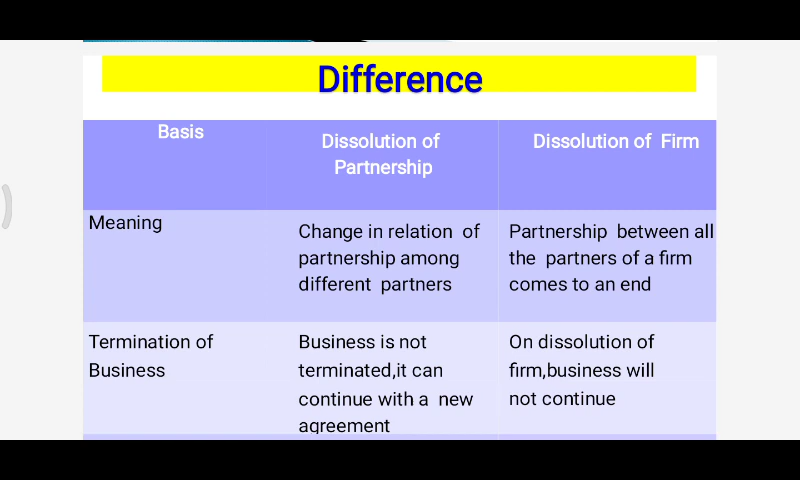 Difference
Basis
Dissolution of
Partnership
Dissolution of Firm
Meaning
Change in relation of
partnership among
different partners
Partnership between all
the partners of a firm
comes to an end
Termination of
Business
Business is not
terminated,it can
continue with a new
agreement
On dissolution of
firm,business will
not continue